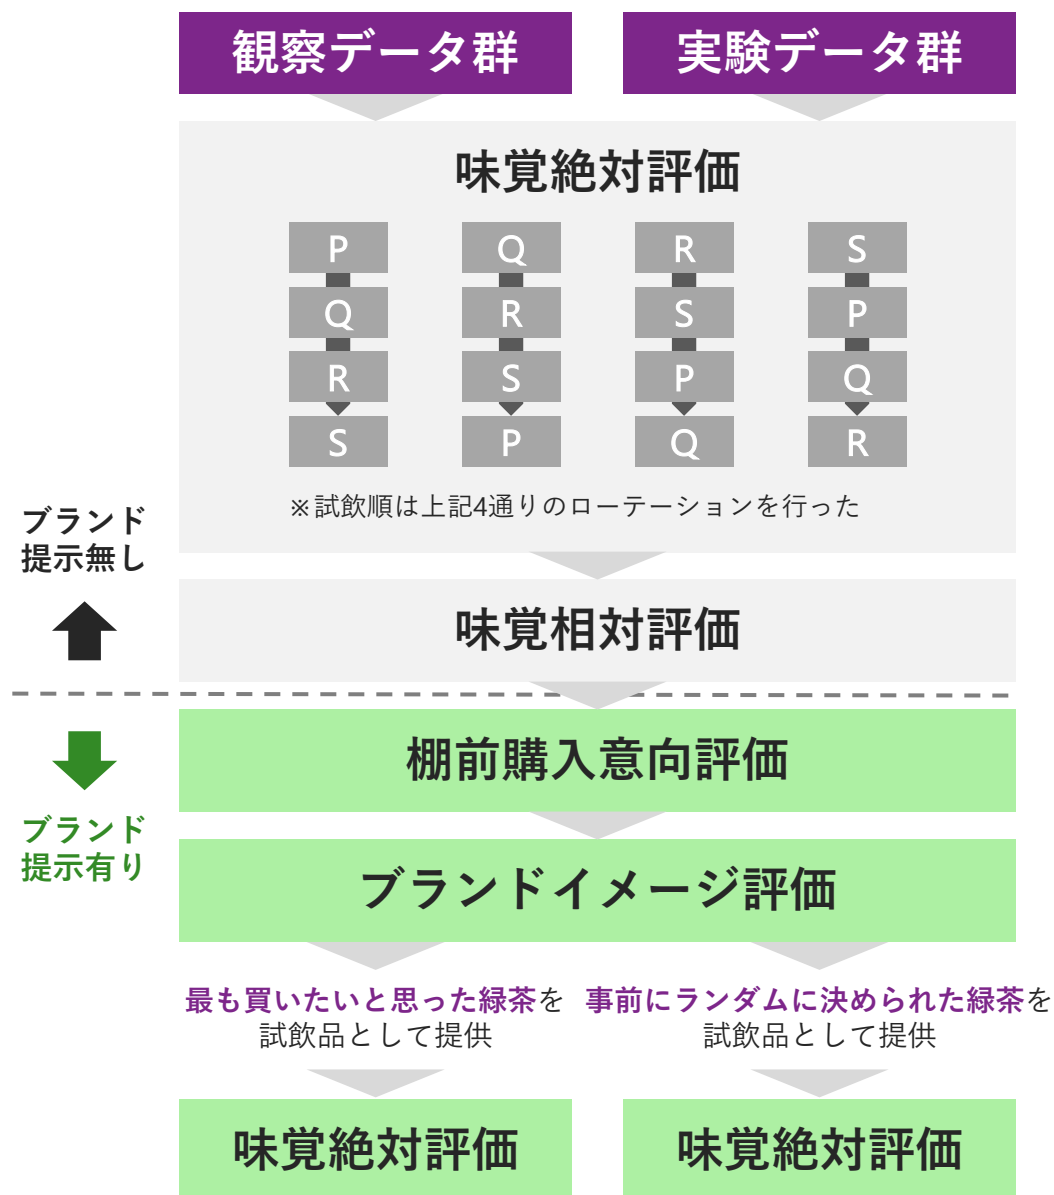 観察データ群
実験データ群
味覚絶対評価
P
Q
R
S
Q
R
S
P
R
S
P
Q
S
P
Q
R
※試飲順は上記4通りのローテーションを行った
ブランド
提示無し
味覚相対評価
棚前購入意向評価
ブランド
提示有り
ブランドイメージ評価
最も買いたいと思った緑茶を
試飲品として提供
事前にランダムに決められた緑茶を
試飲品として提供
味覚絶対評価
味覚絶対評価